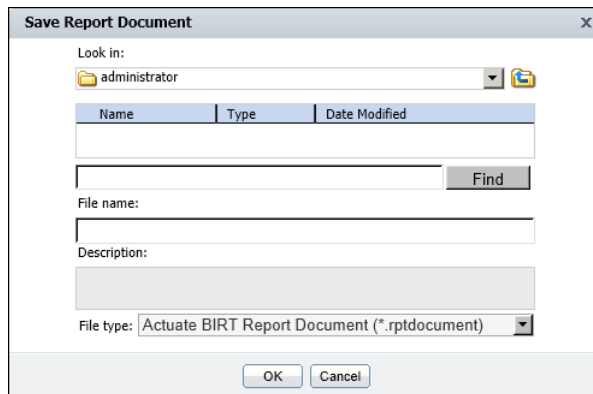 Save Report Document x
Look in:
administrator
Name Type Date Modified
Find
File name:
Description:
File type: Actuate BIRT Report Document (*.rptdocument)
OK Cancel